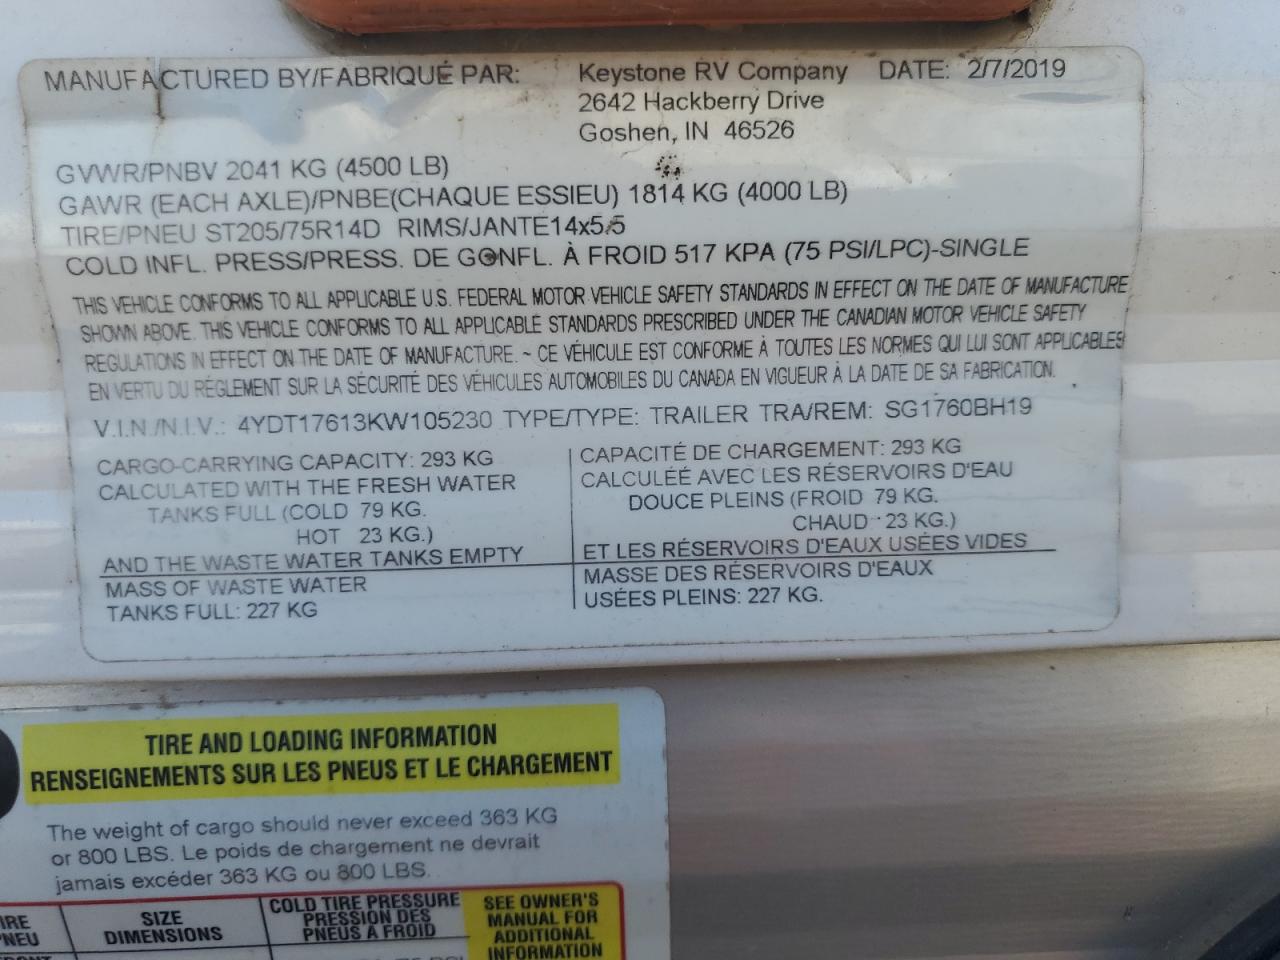 MANUFACTURED BY/FABRIQUÉ PAR: Keystone RV Company DATE: 2/7/2019
2642 Hackberry Drive
Goshen, IN 46526
GVWR/PNBV 2041 KG (4500 LB)
GAWR (EACH AXLE)/PNBE(CHAQUE ESSIEU) 1814 KG (4000 LB)
TIRE/PNEU ST205/75R14D RIMS/JANTE14x5.5
COLD INFL. PRESS/PRESS. DE GONFL. À FROID 517 KPA (75 PSI/LPC)-SINGLE
THIS VEHICLE CONFORMS TO ALL APPLICABLE U.S. FEDERAL MOTOR VEHICLE SAFETY STANDARDS IN EFFECT ON THE DATE OF MANUFACTURE
SHOWN ABOVE. THIS VEHICLE CONFORMS TO ALL APPLICABLE STANDARDS PRESCRIBED UNDER THE CANADIAN MOTOR VEHICLE SAFETY
REGULATIONS IN EFFECT ON THE DATE OF MANUFACTURE. ~ CE VÉHICULE EST CONFORME À TOUTES LES NORMES QUI LUI SONT APPLICABLES
EN VERTU DU RÉGLEMENT SUR LA SÉCURITÉ DES VÉHICULES AUTOMOBILES DU CANADA EN VIGUEUR À LA DATE DE SA FABRICATION.
V.I.N./N.I.V.: 4YDT17613KW105230 TYPE/TYPE: TRAILER TRA/REM: SG1760BH19
CARGO-CARRYING CAPACITY: 293 KG
CALCULATED WITH THE FRESH WATER
TANKS FULL (COLD 79 KG.
HOT 23 KG.)
AND THE WASTE WATER TANKS EMPTY
MASS OF WASTE WATER
TANKS FULL: 227 KG
CAPACITÉ DE CHARGEMENT: 293 KG
CALCULÉÉ AVEC LES RÉSERVOIRS D'EAU
DOUCE PLEINS (FROID 79 KG.
CHAUD 23 KG.)
ET LES RÉSERVOIRS D'EAUX USÉES VIDES
MASSE DES RÉSERVOIRS D'EAUX
USÉES PLEINS: 227 KG.
TIRE AND LOADING INFORMATION
RENSEIGNEMENTS SUR LES PNEUS ET LE CHARGEMENT
The weight of cargo should never exceed 363 KG
or 800 LBS. Le poids de chargement ne devrait
jamais excéder 363 KG ou 800 LBS.
SIZE
DIMENSIONS
COLD TIRE PRESSURE
PRESSION DES
PNEUS A FROID
SEE OWNER'S
MANUAL FOR
ADDITIONAL
INFORMATION